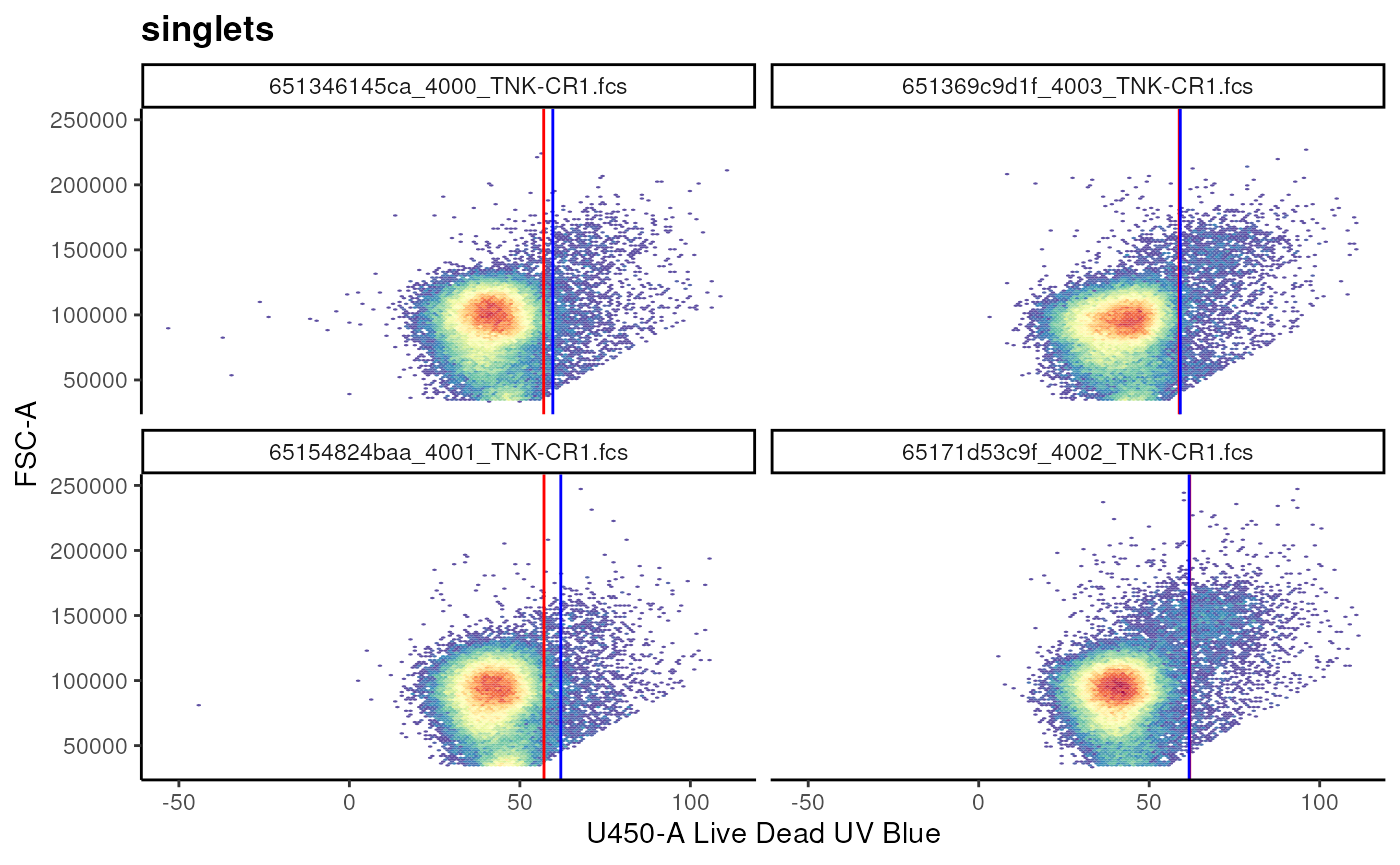 singlets
651346145ca_4000_TNK-CR1.fcs
651369c9d1f_4003_TNK-CR1.fcs
250000
200000
150000
100000
50000
65154824baa_4001_TNK-CR1.fcs
65171d53c9f_4002_TNK-CR1.fcs
250000
200000
150000
100000
50000
FSC-A
-50 0 50 100
-50 0 50 100
U450-A Live Dead UV Blue